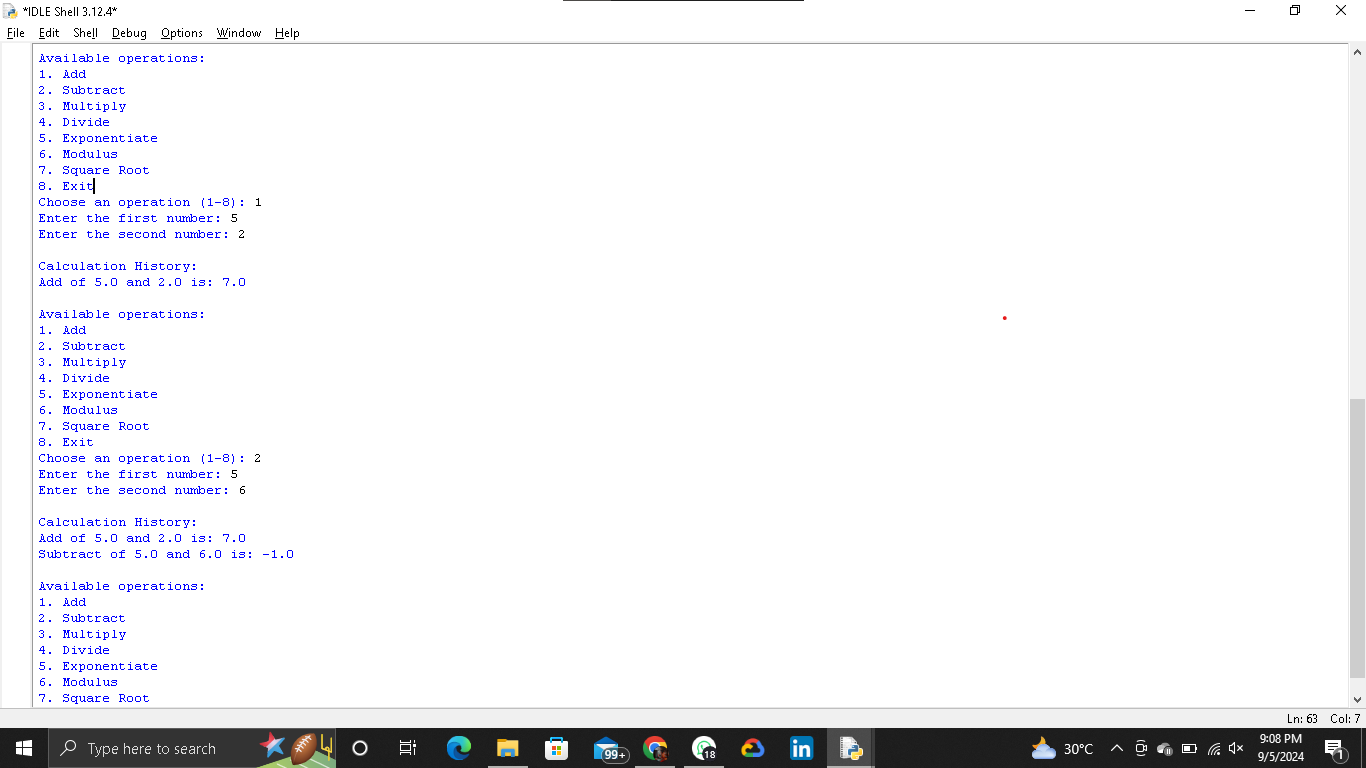 *IDLE Shell 3.12.4*
File Edit Shell Debug Options Window Help
Available operations:
1. Add
2. Subtract
3. Multiply
4. Divide
5. Exponentiate
6. Modulus
7. Square Root
8. Exit
Choose an operation (1-8): 1
Enter the first number: 5
Enter the second number: 2
Calculation History:
Add of 5.0 and 2.0 is: 7.0
Available operations:
1. Add
2. Subtract
3. Multiply
4. Divide
5. Exponentiate
6. Modulus
7. Square Root
8. Exit
Choose an operation (1-8): 2
Enter the first number: 5
Enter the second number: 6
Calculation History:
Add of 5.0 and 2.0 is: 7.0
Subtract of 5.0 and 6.0 is: -1.0
Available operations:
1. Add
2. Subtract
3. Multiply
4. Divide
5. Exponentiate
6. Modulus
7. Square Root
Ln: 63 Col: 7
Type here to search
99+
18
in
30°C
9:08 PM
9/5/2024
1